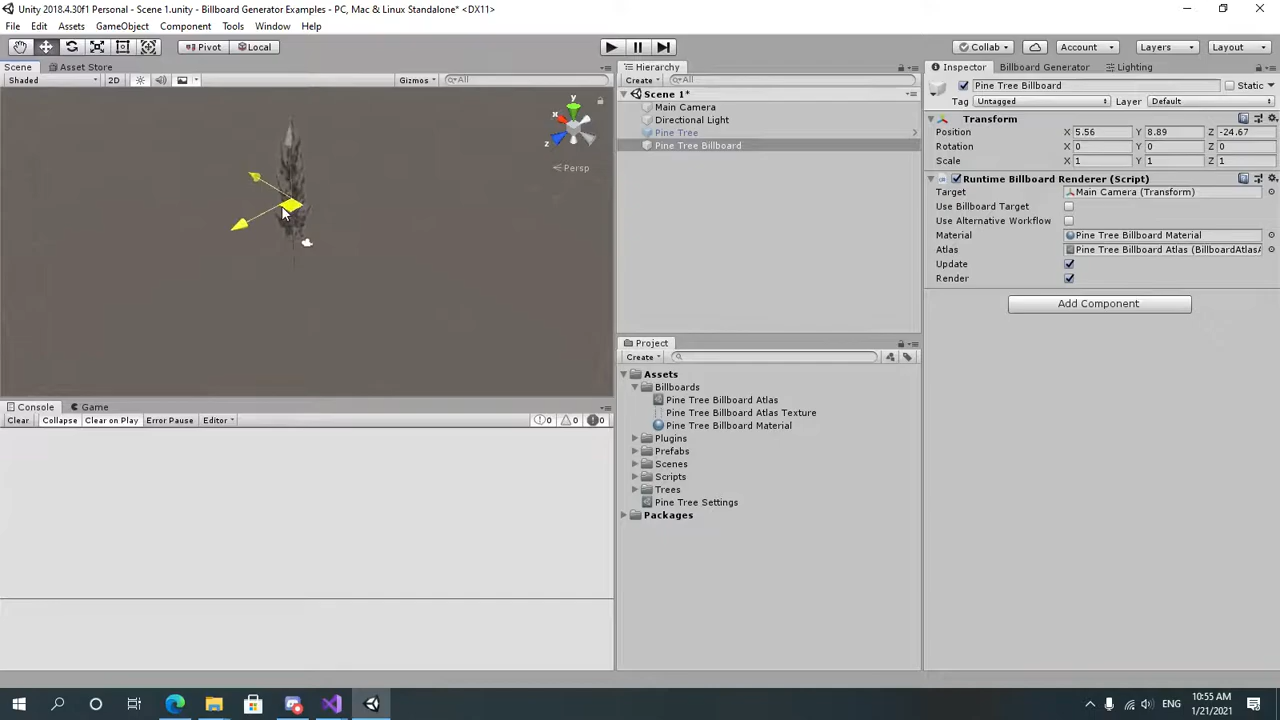 Unity 2018.4.30f1 Personal - Scene 1.unity - Billboard Generator Examples - PC, Mac & Linux Standalone* <DX11>
File Edit Assets GameObject Component Tools Window Help
Pivot Local Collab Account Layers Layout
Scene Asset Store
Shaded 2D Gizmos All
y
x
z
Persp
Hierarchy
Create All
Scene 1*
Main Camera
Directional Light
Pine Tree
Pine Tree Billboard
Project
Create
Assets
Billboards
Pine Tree Billboard Atlas
Pine Tree Billboard Atlas Texture
Pine Tree Billboard Material
Plugins
Prefabs
Scenes
Scripts
Trees
Pine Tree Settings
Packages
Inspector Billboard Generator Lighting
Pine Tree Billboard Static
Tag Untagged Layer Default
Transform
Position X 5.56 Y 8.89 Z -24.67
Rotation X 0 Y 0 Z 0
Scale X 1 Y 1 Z 1
Runtime Billboard Renderer (Script)
Target Main Camera (Transform)
Use Billboard Target
Use Alternative Workflow
Material Pine Tree Billboard Material
Atlas Pine Tree Billboard Atlas (BillboardAtlasA
Update
Render
Add Component
Console Game
Clear Collapse Clear on Play Error Pause Editor 0 0 0
ENG
10:55 AM
1/21/2021